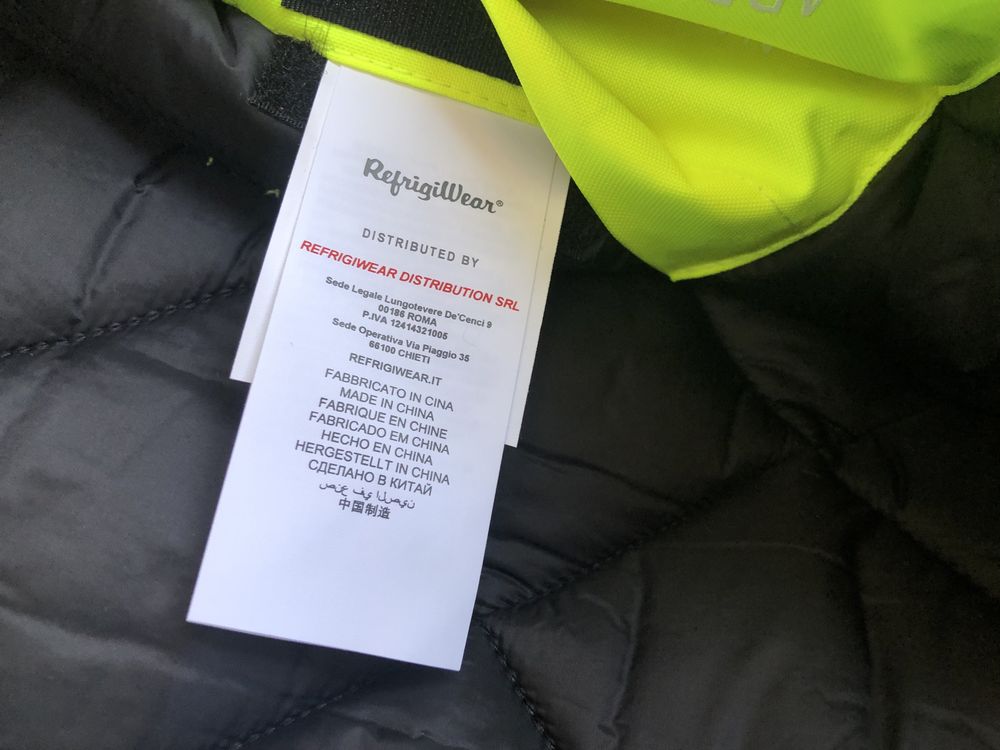 RefrigiWear®
DISTRIBUTED BY
REFRIGIWEAR DISTRIBUTION SRL
Sede Legale Lungotevere De'Cenci 9
00186 ROMA
P.IVA 12414321005
Sede Operativa Via Piaggio 35
66100 CHIETI
REFRIGIWEAR.IT
FABBRICATO IN CINA
MADE IN CHINA
FABRIQUE EN CHINE
FABRICADO EM CHINA
HECHO EN CHINA
HERGESTELLT IN CHINA
СДЕЛАНО В КИТАЙ
صنع في الصين
中国制造